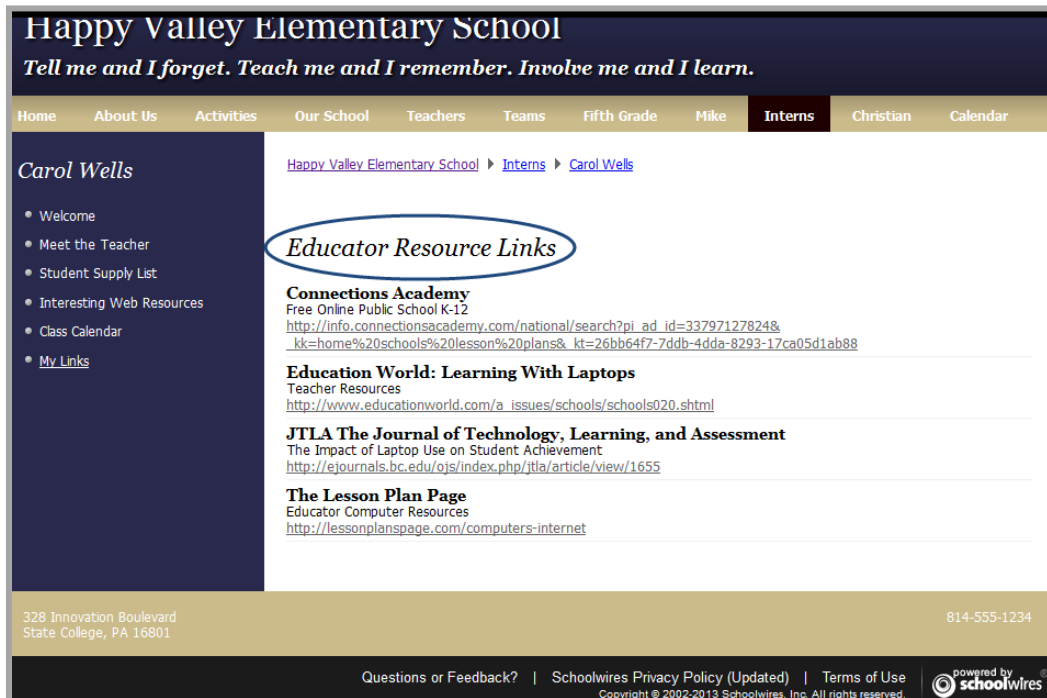 Happy Valley Elementary School
Tell me and I forget. Teach me and I remember. Involve me and I learn.
Home About Us Activities Our School Teachers Teams Fifth Grade Mike Interns Christian Calendar
Carol Wells
Welcome
Meet the Teacher
Student Supply List
Interesting Web Resources
Class Calendar
My Links
Happy Valley Elementary School Interns Carol Wells
Educator Resource Links
Connections Academy
Free Online Public School K-12
http://info.connectionsacademy.com/national/search?pi_ad_id=33797127824&
_kk=home%20schools%20lesson%20plans&_kt=26bb64f7-7ddb-4dda-8293-17ca05d1ab88
Education World: Learning With Laptops
Teacher Resources
http://www.educationworld.com/a_issues/schools/schools020.shtml
JTLA The Journal of Technology, Learning, and Assessment
The Impact of Laptop Use on Student Achievement
http://ejournals.bc.edu/ojs/index.php/jtla/article/view/1655
The Lesson Plan Page
Educator Computer Resources
http://lessonplanspage.com/computers-internet
328 Innovation Boulevard
State College, PA 16801
814-555-1234
Questions or Feedback? | Schoolwires Privacy Policy (Updated) | Terms of Use
Copyright © 2002-2013 Schoolwires, Inc. All rights reserved.
powered by
schoolwires®